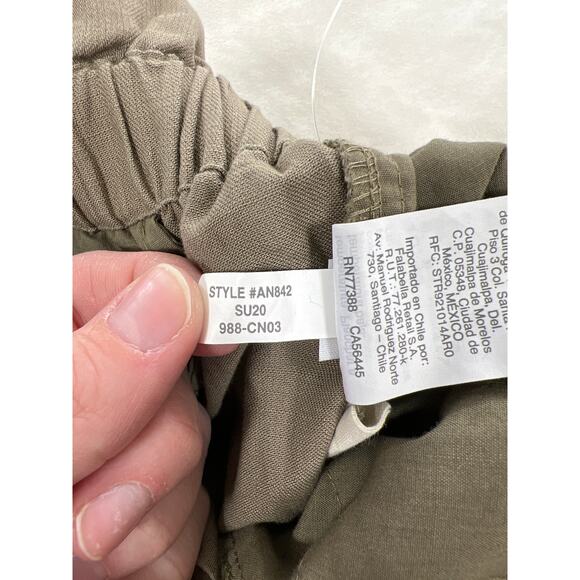 STYLE #AN842
SU20
988-CN03
RN77388 CA56445
Importado en Chile por:
Falabella Retail S.A.
R.U.T.: 77.261.280-k
Av. Manuel Rodriguez Norte
730, Santiago - Chile
de Quiroga
Piso 3 Col. Santa
Cuajimalpa, Del.
Cuajimalpa de Morelos
C.P. 05348, Ciudad de
México, MÉXICO
RFC: STR921014AR0